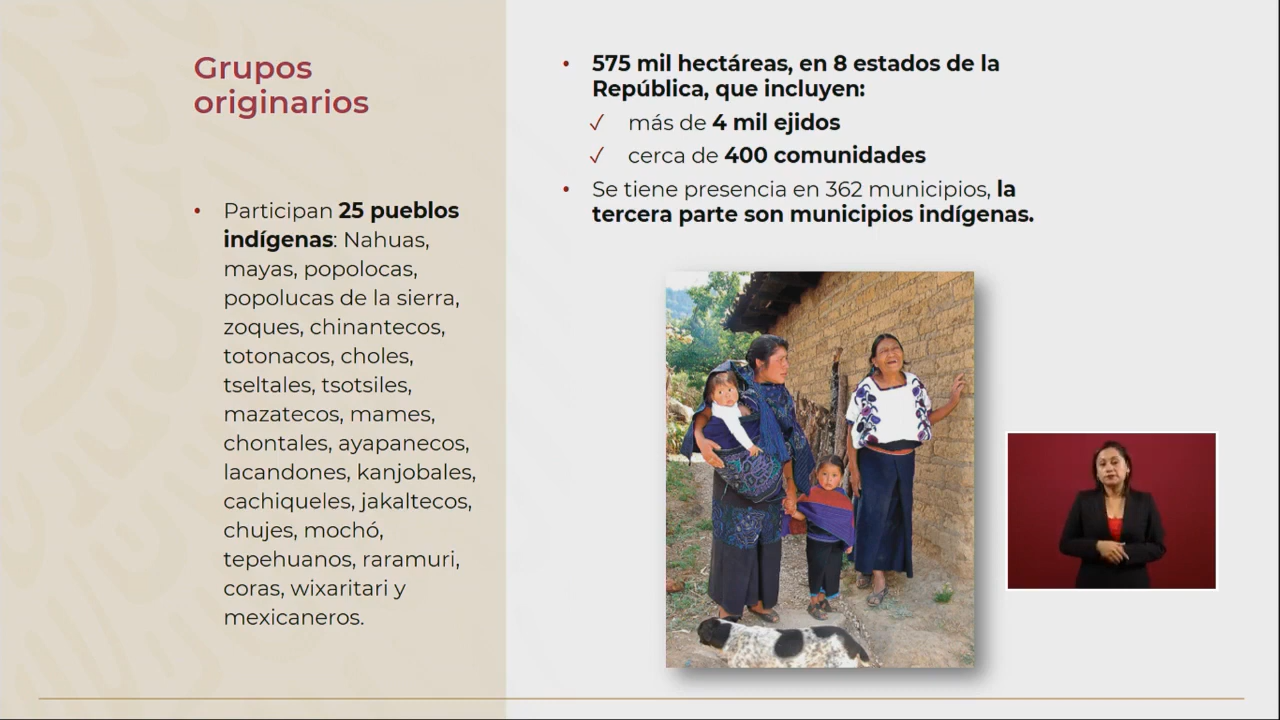 Grupos
originarios
• Participan 25 pueblos
indígenas: Nahuas,
mayas, popolocas,
popolucas de la sierra,
zoques, chinantecos,
totonacos, choles,
tseltales, tsotsiles,
mazatecos, mames,
chontales, ayapanecos,
lacandones, kanjobales,
cachiqueles, jakaltecos,
chujes, mochó,
tepehuanos, raramuri,
coras, wixaritari y
mexicaneros.
• 575 mil hectáreas, en 8 estados de la
República, que incluyen:
✓ más de 4 mil ejidos
✓ cerca de 400 comunidades
• Se tiene presencia en 362 municipios, la
tercera parte son municipios indígenas.